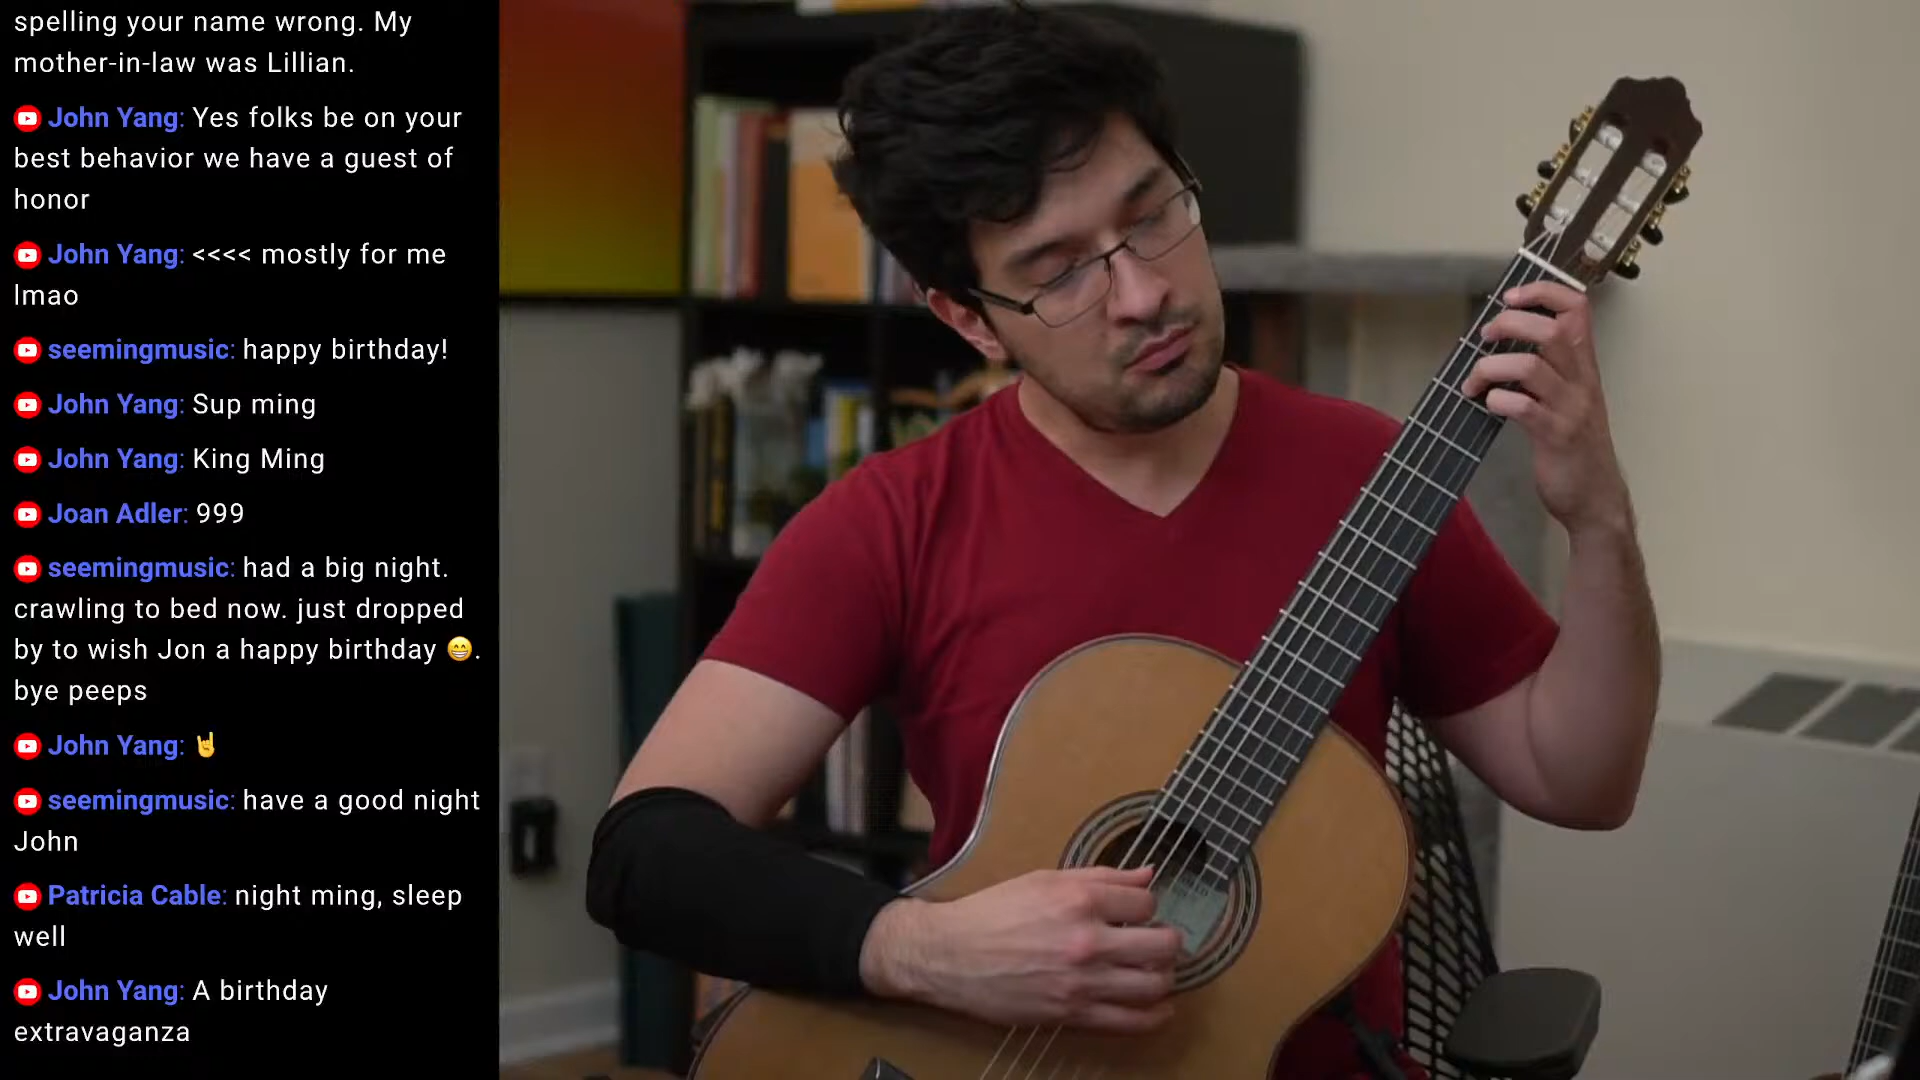 spelling your name wrong. My
mother-in-law was Lillian.
John Yang: Yes folks be on your
best behavior we have a guest of
honor
John Yang: <<<< mostly for me
lmao
seemingmusic: happy birthday!
John Yang: Sup ming
John Yang: King Ming
Joan Adler: 999
seemingmusic: had a big night.
crawling to bed now. just dropped
by to wish Jon a happy birthday 😁.
bye peeps
John Yang: 🤘
seemingmusic: have a good night
John
Patricia Cable: night ming, sleep
well
John Yang: A birthday
extravaganza